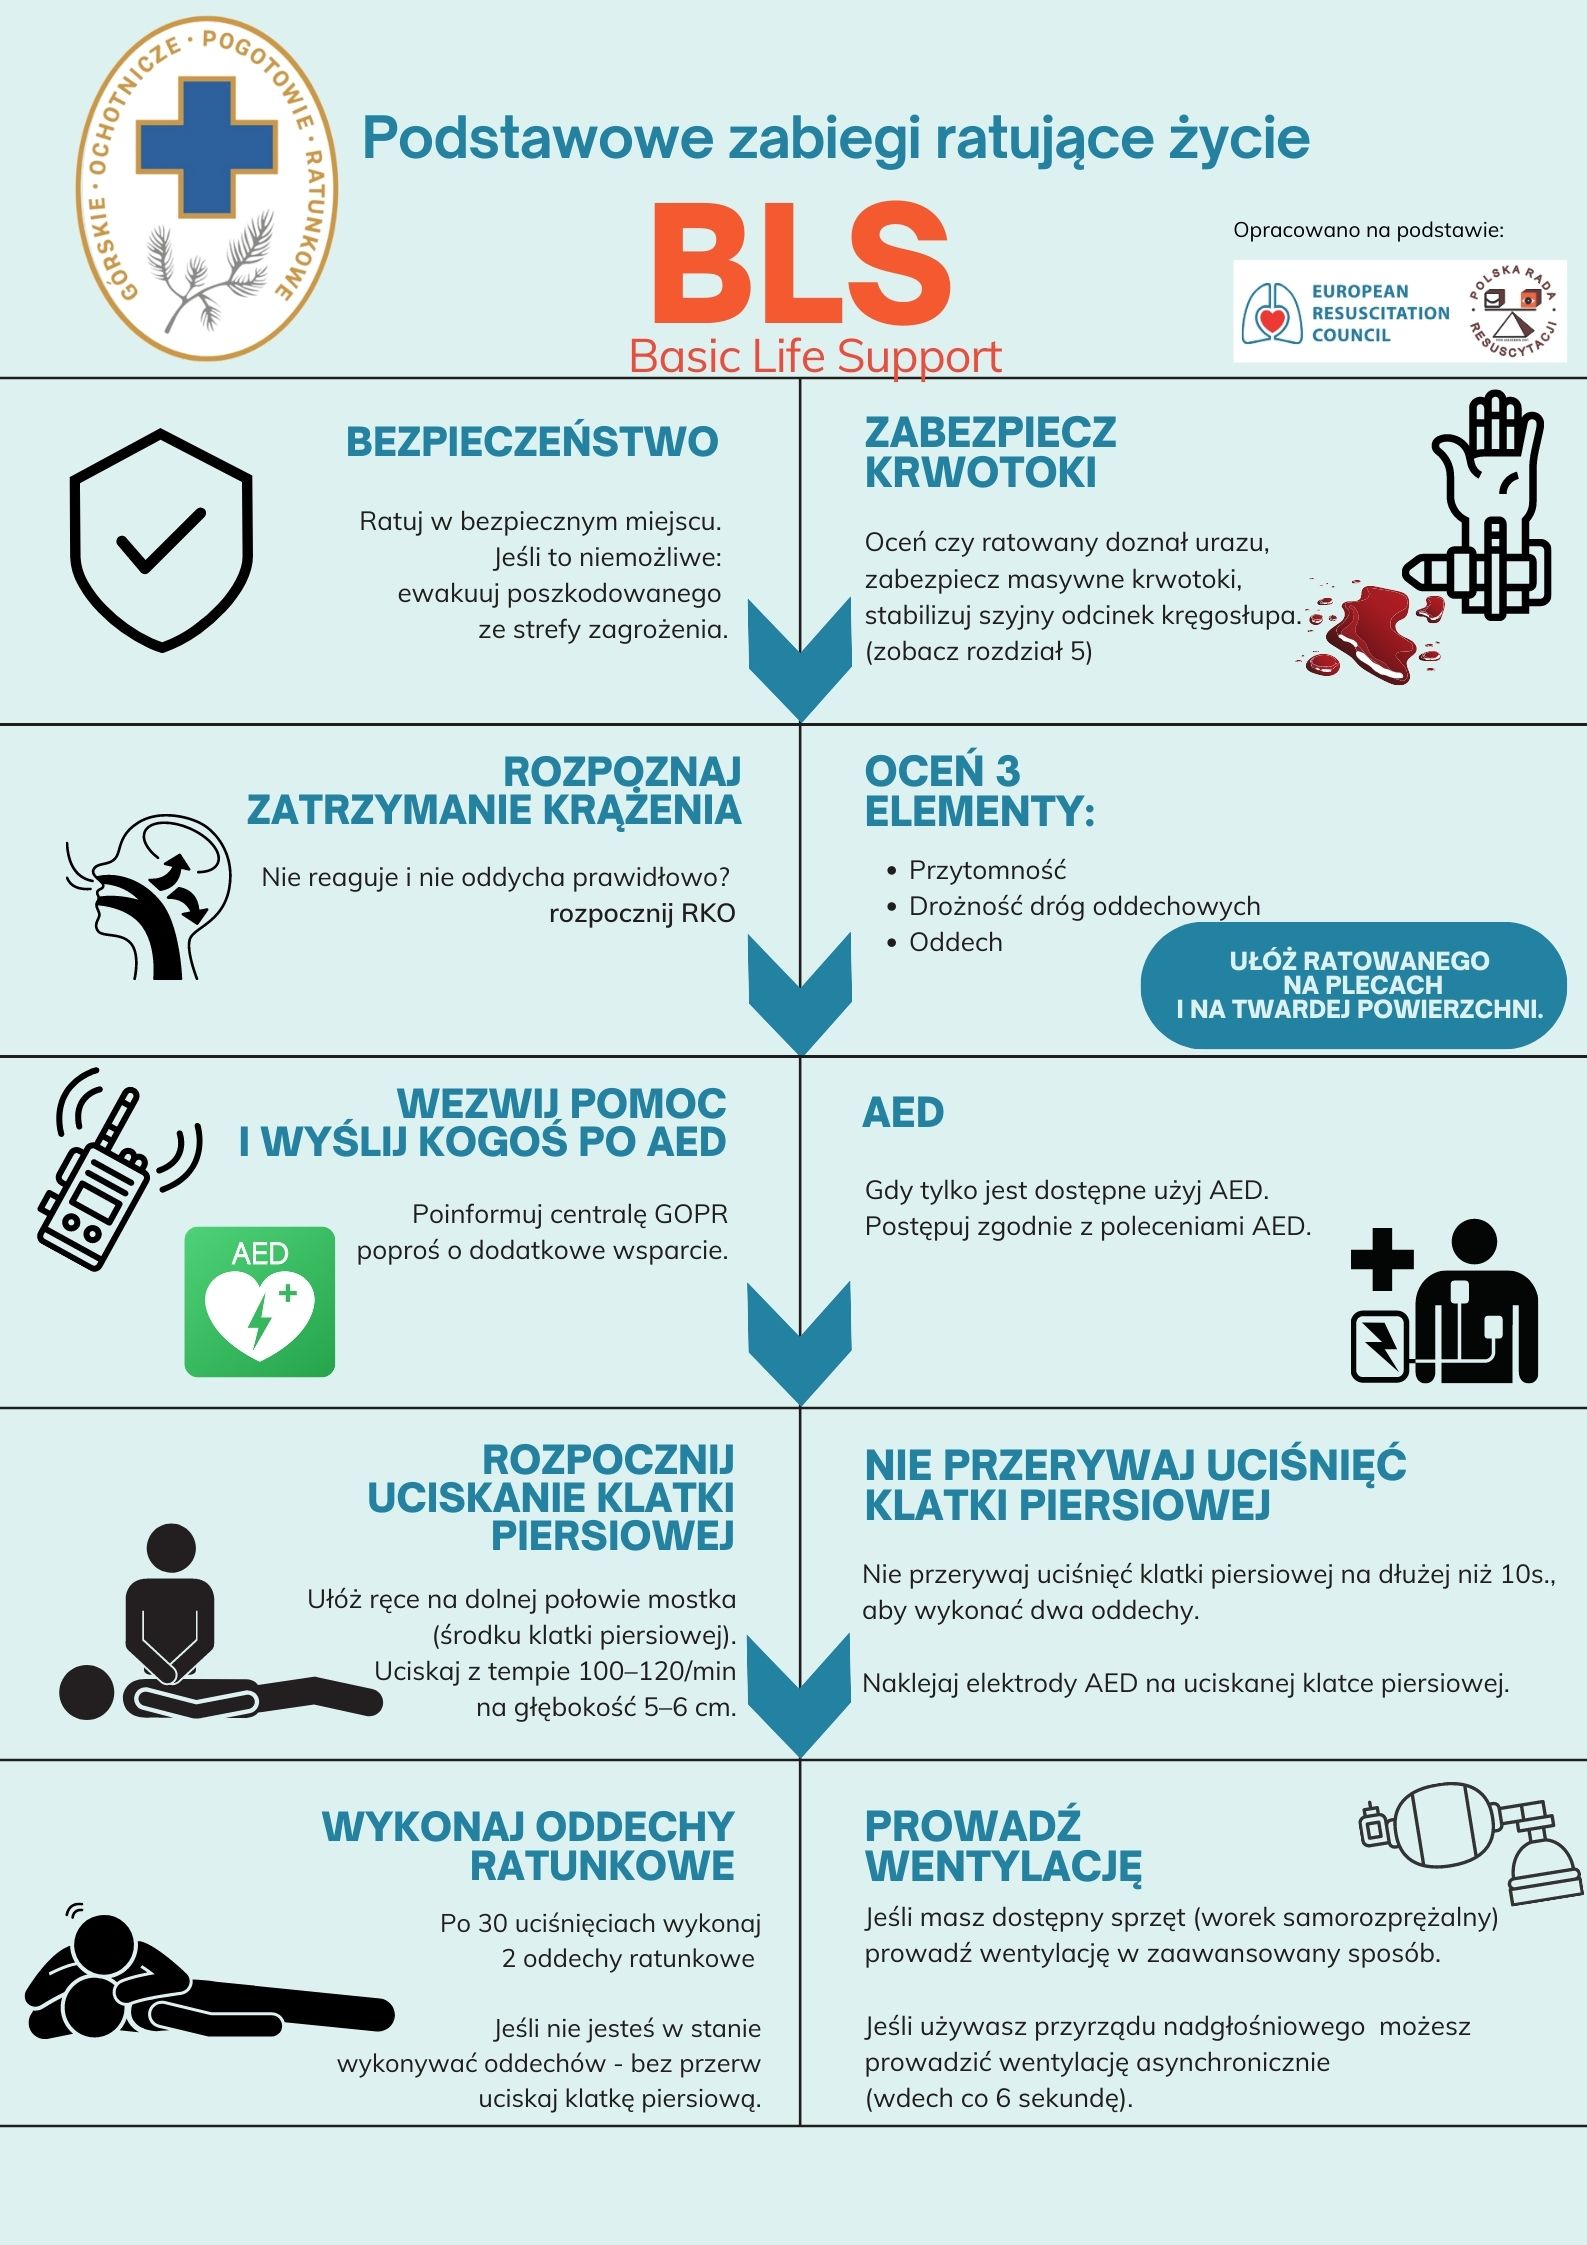 GÓRSKIE · OCHOTNICZE · POGOTOWIE · RATUNKOWE
Podstawowe zabiegi ratujące życie
BLS
Basic Life Support
Opracowano na podstawie:
EUROPEAN
RESUSCITATION
COUNCIL
POLSKA RADA
RESUSCYTACJI
BEZPIECZEŃSTWO
Ratuj w bezpiecznym miejscu.
Jeśli to niemożliwe:
ewakuuj poszkodowanego
ze strefy zagrożenia.
ZABEZPIECZ
KRWOTOKI
Oceń czy ratowany doznał urazu,
zabezpiecz masywne krwotoki,
stabilizuj szyjny odcinek kręgosłupa.
(zobacz rozdział 5)
ROZPOZNAJ
ZATRZYMANIE KRĄŻENIA
Nie reaguje i nie oddycha prawidłowo?
rozpocznij RKO
OCEŃ 3
ELEMENTY:
• Przytomność
• Drożność dróg oddechowych
• Oddech
UŁÓŻ RATOWANEGO
NA PLECACH
I NA TWARDEJ POWIERZCHNI.
WEZWIJ POMOC
I WYŚLIJ KOGOŚ PO AED
Poinformuj centralę GOPR
poproś o dodatkowe wsparcie.
AED
AED
Gdy tylko jest dostępne użyj AED.
Postępuj zgodnie z poleceniami AED.
ROZPOCZNIJ
UCISKANIE KLATKI
PIERSIOWEJ
Ułóż ręce na dolnej połowie mostka
(środku klatki piersiowej).
Uciskaj z tempie 100–120/min
na głębokość 5–6 cm.
NIE PRZERYWAJ UCIŚNIĘĆ
KLATKI PIERSIOWEJ
Nie przerywaj uciśnięć klatki piersiowej na dłużej niż 10s.,
aby wykonać dwa oddechy.
Naklejaj elektrody AED na uciskanej klatce piersiowej.
WYKONAJ ODDECHY
RATUNKOWE
Po 30 uciśnięciach wykonaj
2 oddechy ratunkowe
Jeśli nie jesteś w stanie
wykonywać oddechów - bez przerw
uciskaj klatkę piersiową.
PROWADŹ
WENTYLACJĘ
Jeśli masz dostępny sprzęt (worek samorozprężalny)
prowadź wentylację w zaawansowany sposób.
Jeśli używasz przyrządu nadgłośniowego  możesz
prowadzić wentylację asynchronicznie
(wdech co 6 sekundę).